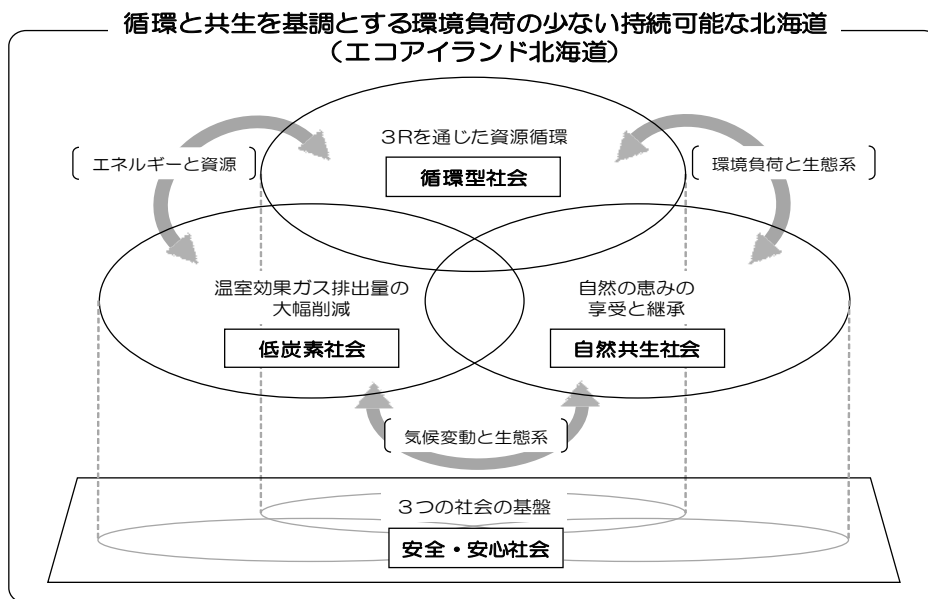 循環と共生を基調とする環境負荷の少ない持続可能な北海道
（エコアイランド北海道）
3Rを通じた資源循環
循環型社会
エネルギーと資源
環境負荷と生態系
温室効果ガス排出量の
大幅削減
低炭素社会
自然の恵みの
享受と継承
自然共生社会
気候変動と生態系
3つの社会の基盤
安全・安心社会